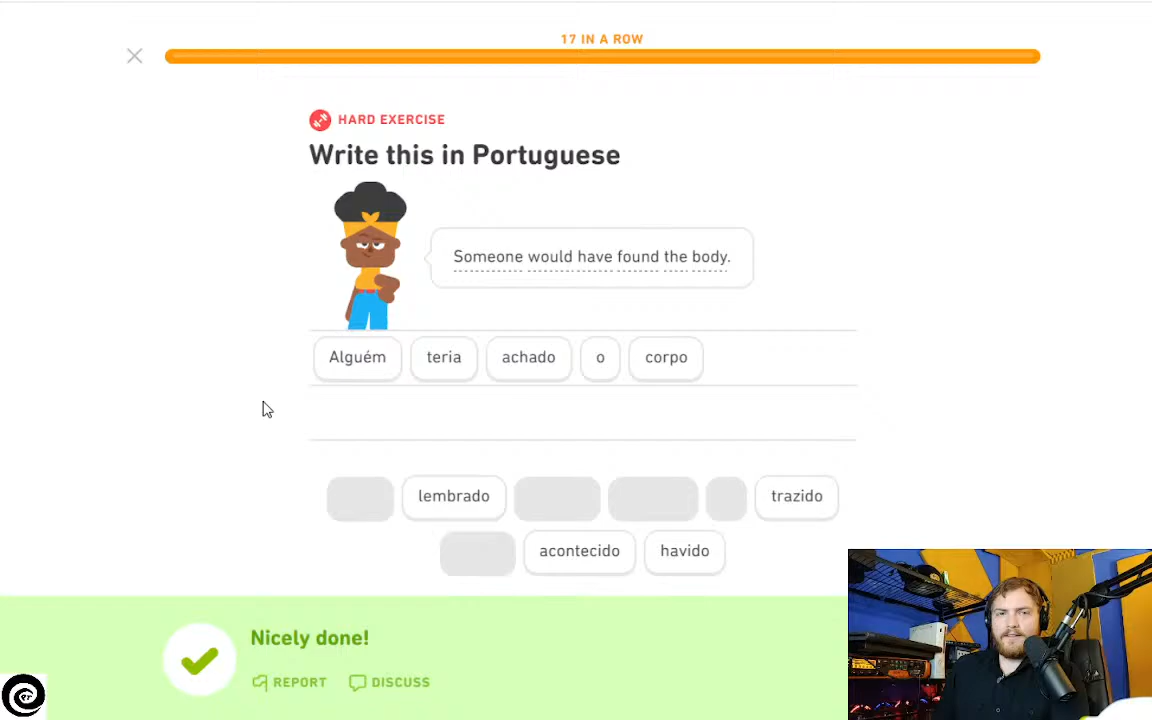 17 IN A ROW
HARD EXERCISE
Write this in Portuguese
Someone would have found the body.
Alguém teria achado o corpo
lembrado trazido
acontecido havido
Nicely done!
REPORT DISCUSS